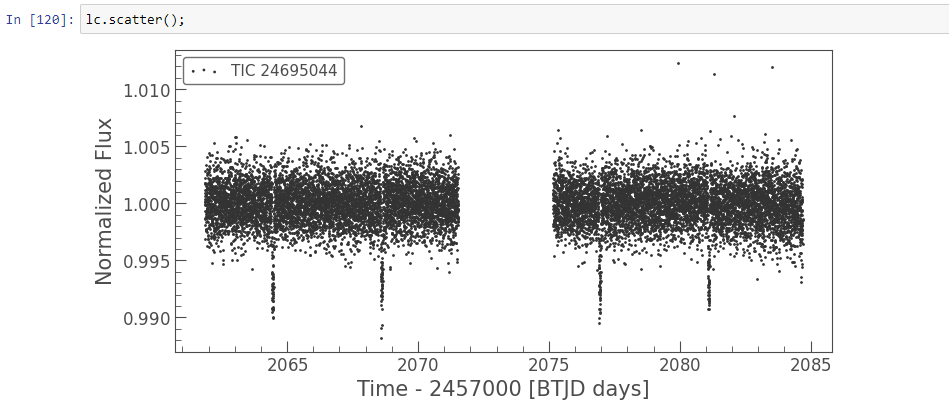 In [120]: lc.scatter();
TIC 24695044
1.010
1.005
1.000
0.995
0.990
Normalized Flux
2065 2070 2075 2080 2085
Time - 2457000 [BTJD days]